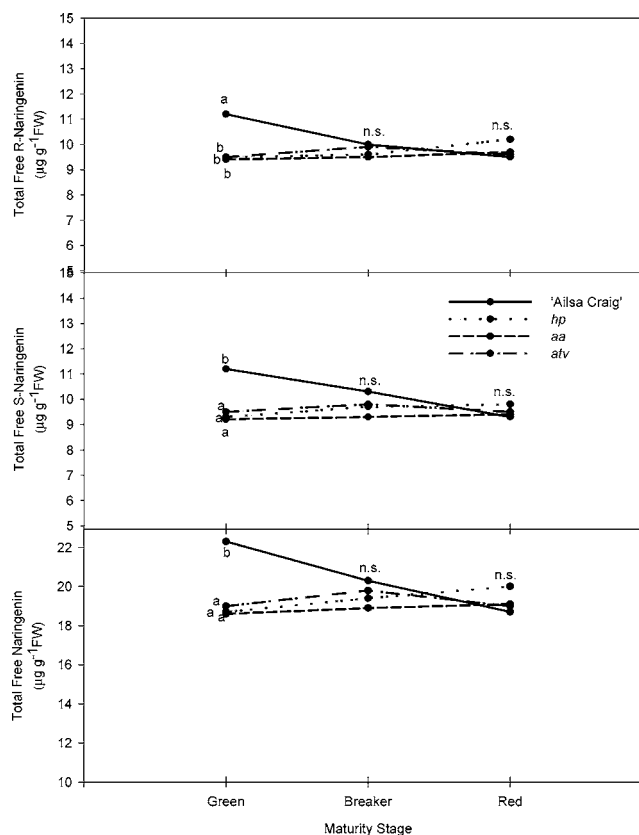 15
14
13
12
11
10
9
8
7
6
5
Total Free R-Naringenin
(µg g⁻¹FW)
a
b
b
b
n.s.
n.s.
15
14
13
12
11
10
9
8
7
6
5
Total Free S-Naringenin
(µg g⁻¹FW)
b
a
a
a
n.s.
n.s.
'Ailsa Craig'
hp
aa
atv
22
20
18
16
14
12
10
Total Free Naringenin
(µg g⁻¹FW)
b
a
a
a
n.s.
n.s.
Green Breaker Red
Maturity Stage